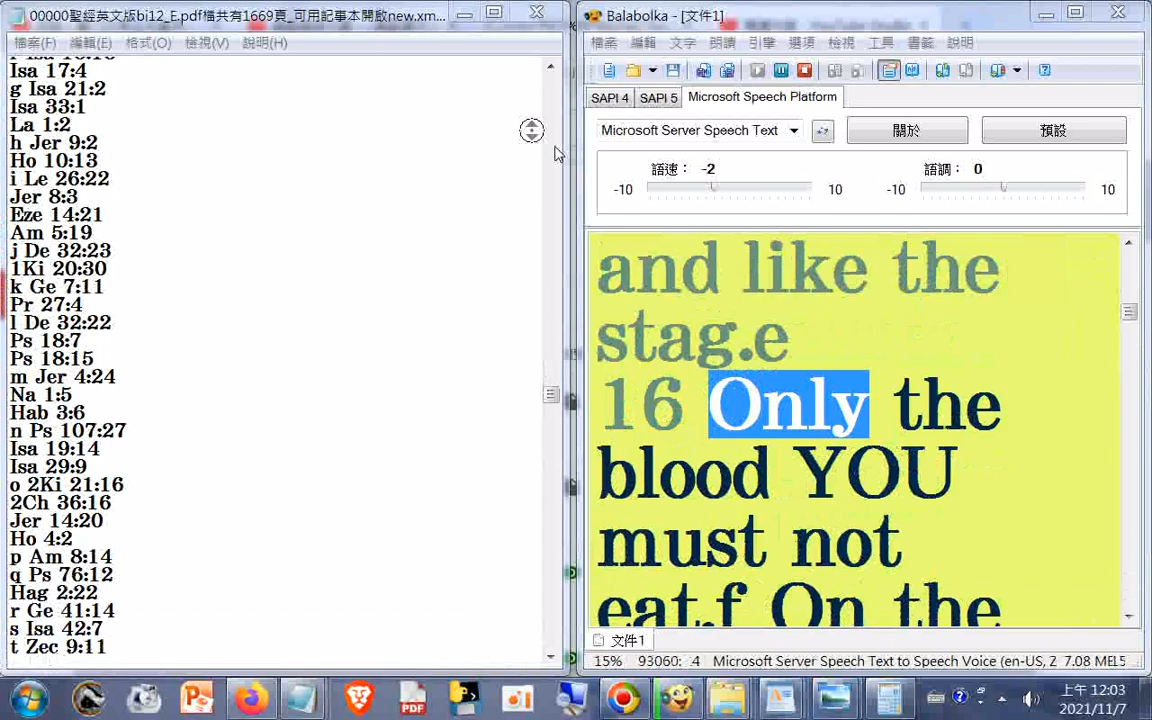 00000聖經英文版bi12_E.pdf檔共有1669頁_可用記事本開啟new.xm...
檔案(F) 編輯(E) 格式(O) 檢視(V) 說明(H)
Isa 17:4
g Isa 21:2
Isa 33:1
La 1:2
h Jer 9:2
Ho 10:13
i Le 26:22
Jer 8:3
Eze 14:21
Am 5:19
j De 32:23
1Ki 20:30
k Ge 7:11
Pr 27:4
l De 32:22
Ps 18:7
Ps 18:15
m Jer 4:24
Na 1:5
Hab 3:6
n Ps 107:27
Isa 19:14
Isa 29:9
o 2Ki 21:16
2Ch 36:16
Jer 14:20
Ho 4:2
p Am 8:14
q Ps 76:12
Hag 2:22
r Ge 41:14
s Isa 42:7
t Zec 9:11
Balabolka - [文件1]
檔案 編輯 文字 朗讀 引擎 選項 檢視 工具 書籤 說明
SAPI 4 SAPI 5 Microsoft Speech Platform
Microsoft Server Speech Text 關於 預設
語速： -2 語調： 0
-10 10 -10 10
and like the
stag.e
16 Only the
blood YOU
must not
eat.f On the
文件1
15% 93060: :4 Microsoft Server Speech Text to Speech Voice (en-US, 2 7.08 MB
PDF
上午 12:03
2021/11/7